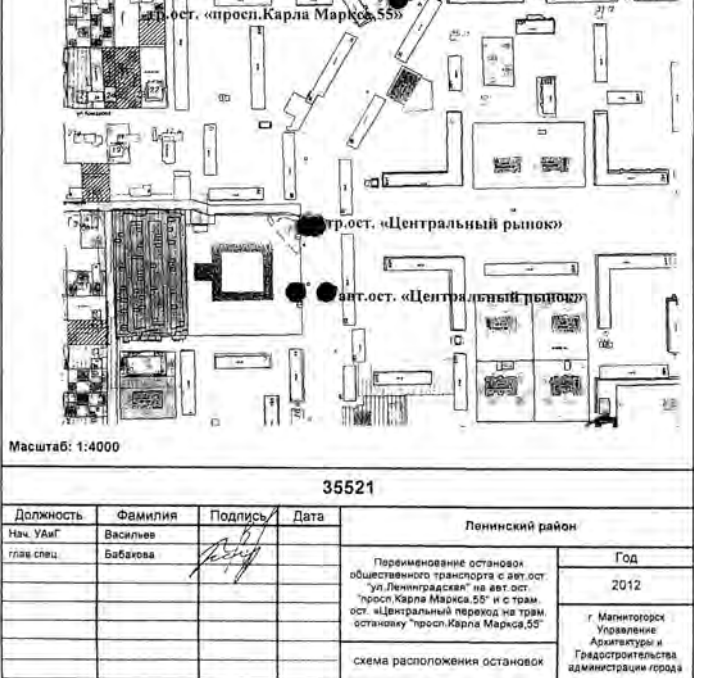 тр.ост. «просп.Карла Маркса,55»
тр.ост. «Центральный рынок»
авт.ост. «Центральный рынок»
Масштаб: 1:4000
35521
Должность Фамилия Подпись Дата
Ленинский район
Нач. УАиГ Васильев
глав.спец. Бабакова
Переименование остановок
общественного транспорта с авт.ост.
"ул.Ленинградская" на авт.ост.
"просп.Карла Маркса,55" и с трам.
ост. «Центральный переход на трам.
остановку "просп.Карла Маркса,55"
Год
2012
схема расположения остановок
г. Магнитогорск
Управление
Архитектуры и
Градостроительства
администрации города